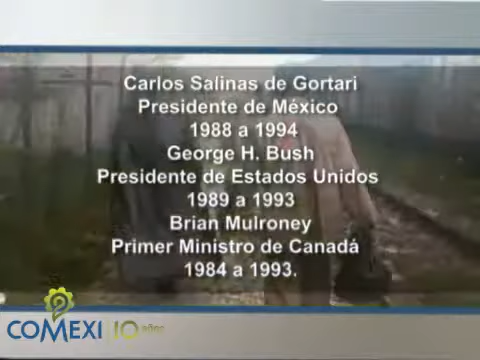 Carlos Salinas de Gortari
Presidente de México
1988 a 1994
George H. Bush
Presidente de Estados Unidos
1989 a 1993
Brian Mulroney
Primer Ministro de Canadá
1984 a 1993.
COMEXI 10 años